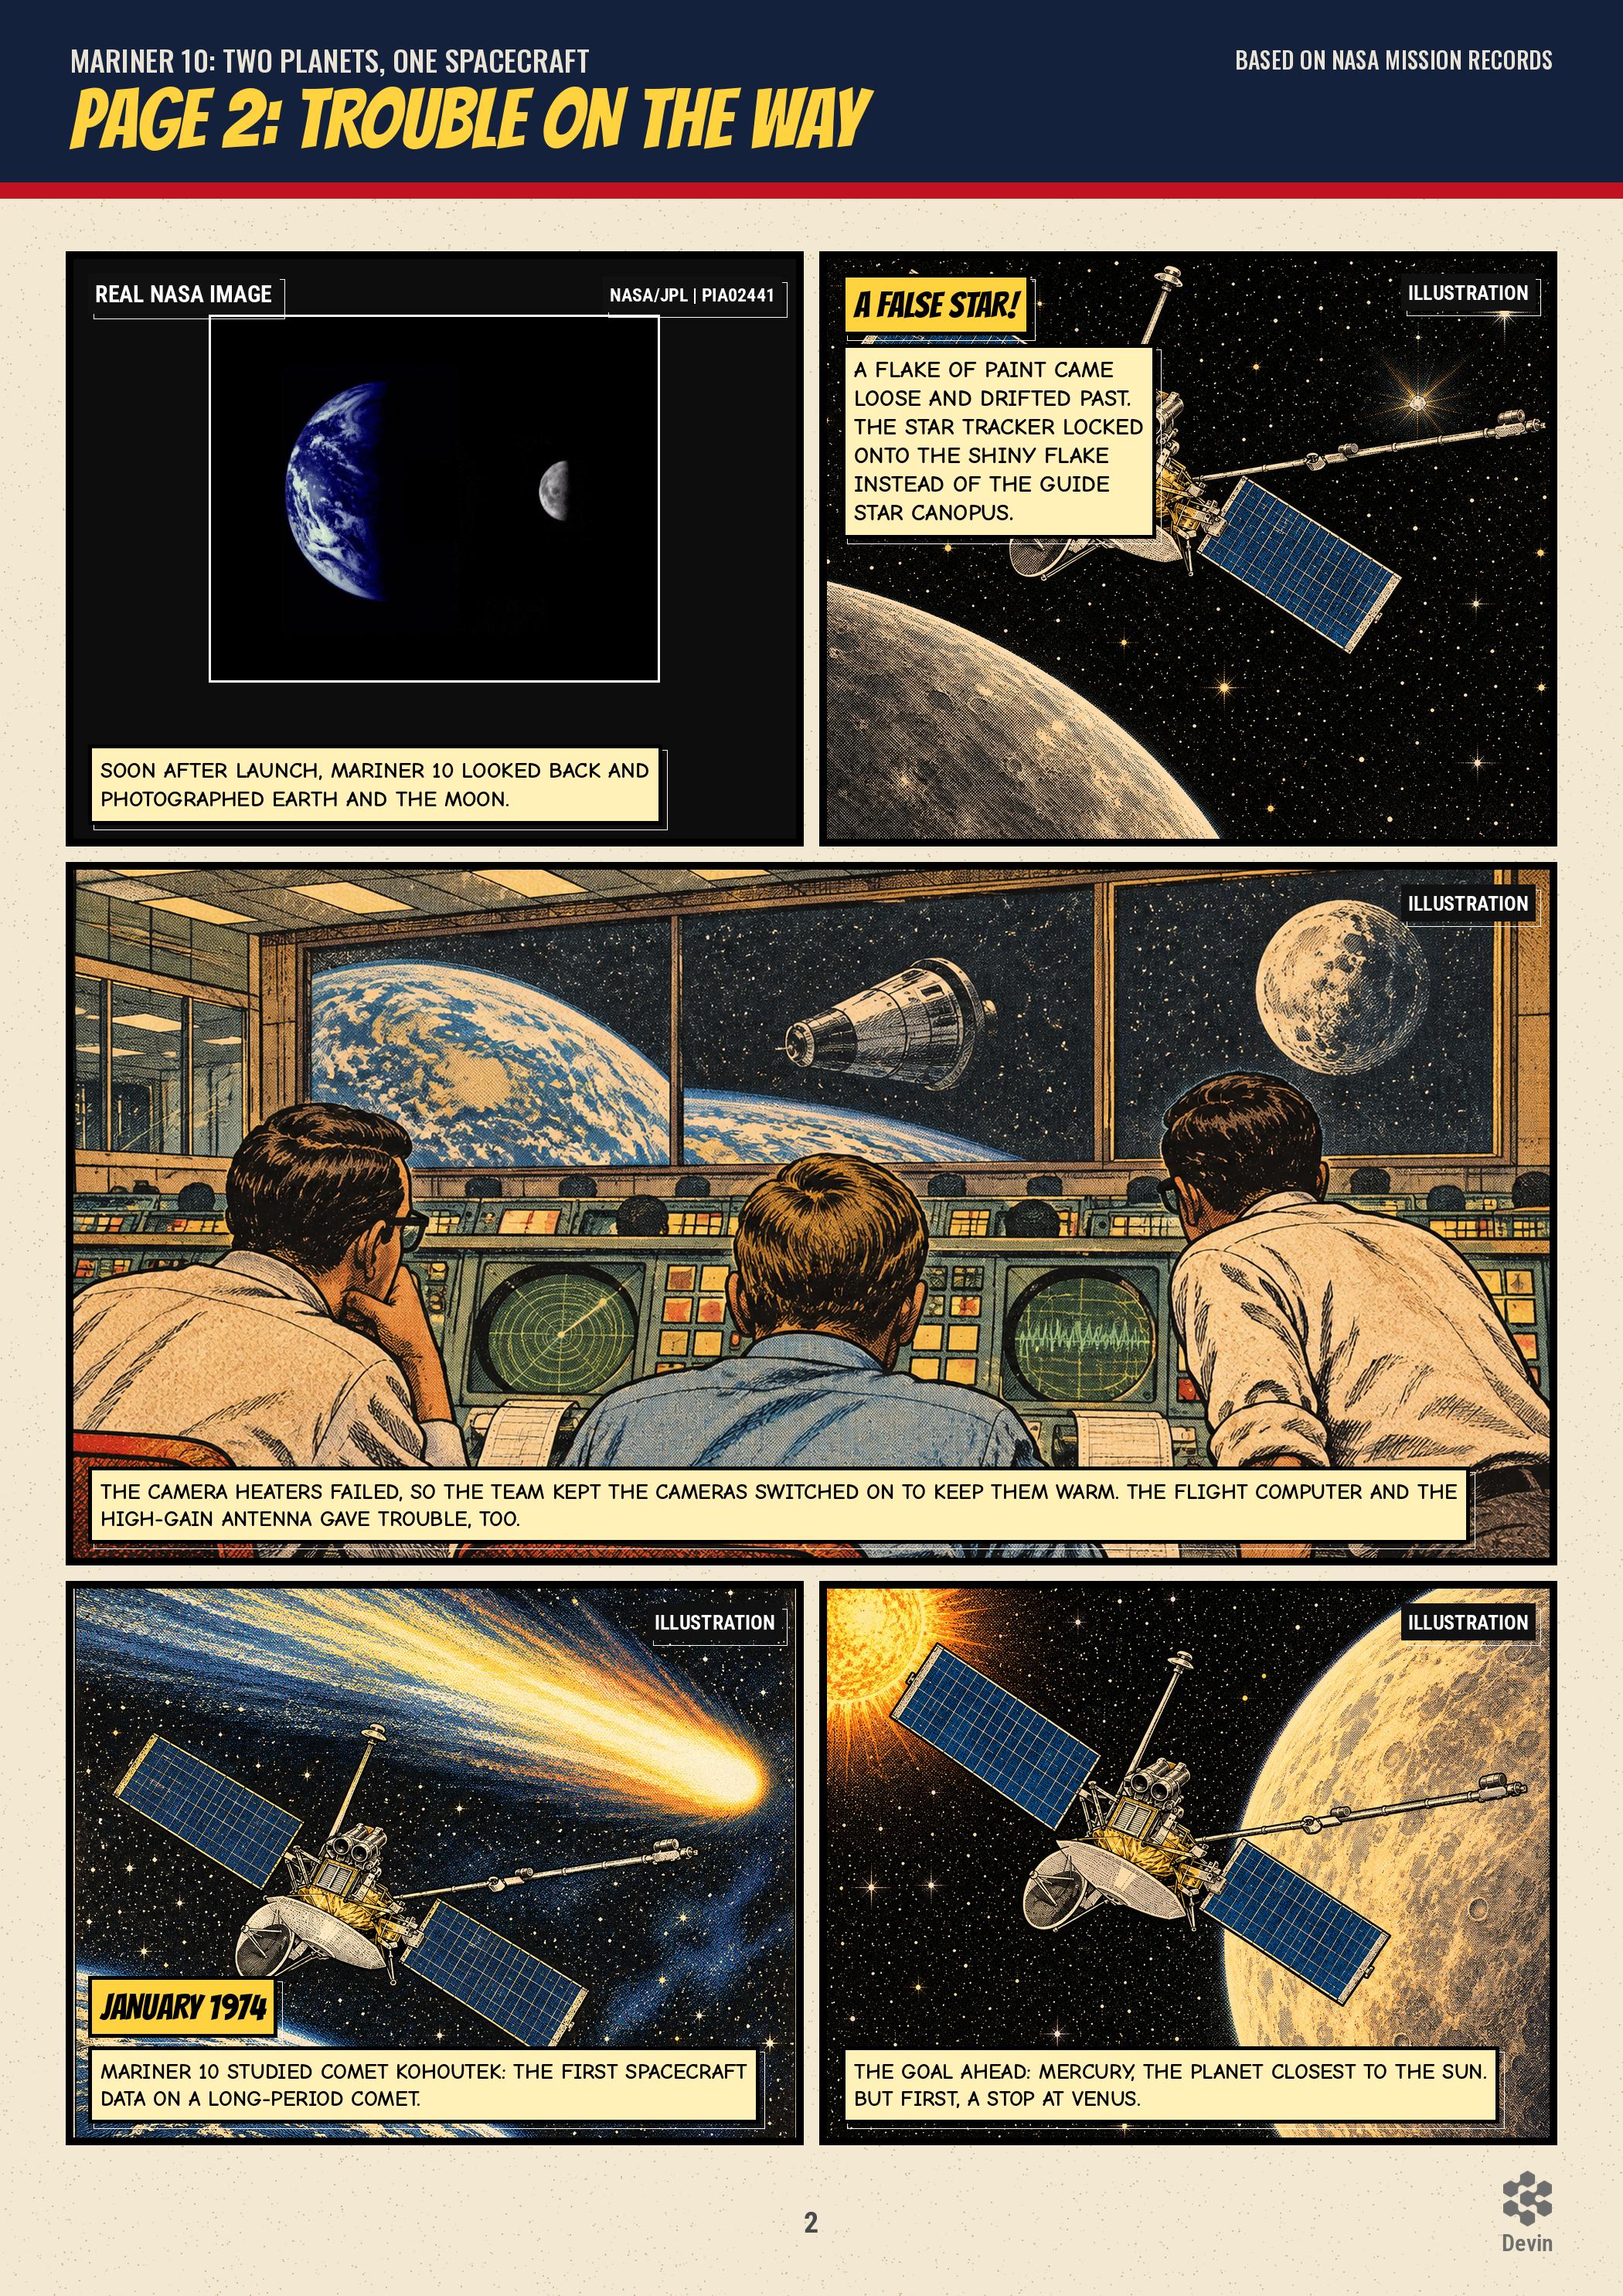 MARINER 10: TWO PLANETS, ONE SPACECRAFT
BASED ON NASA MISSION RECORDS
PAGE 2: TROUBLE ON THE WAY
REAL NASA IMAGE
NASA/JPL | PIA02441
SOON AFTER LAUNCH, MARINER 10 LOOKED BACK AND
PHOTOGRAPHED EARTH AND THE MOON.
A FALSE STAR!
ILLUSTRATION
A FLAKE OF PAINT CAME
LOOSE AND DRIFTED PAST.
THE STAR TRACKER LOCKED
ONTO THE SHINY FLAKE
INSTEAD OF THE GUIDE
STAR CANOPUS.
ILLUSTRATION
THE CAMERA HEATERS FAILED, SO THE TEAM KEPT THE CAMERAS SWITCHED ON TO KEEP THEM WARM. THE FLIGHT COMPUTER AND THE
HIGH-GAIN ANTENNA GAVE TROUBLE, TOO.
ILLUSTRATION
JANUARY 1974
MARINER 10 STUDIED COMET KOHOUTEK: THE FIRST SPACECRAFT
DATA ON A LONG-PERIOD COMET.
ILLUSTRATION
THE GOAL AHEAD: MERCURY, THE PLANET CLOSEST TO THE SUN.
BUT FIRST, A STOP AT VENUS.
2
Devin